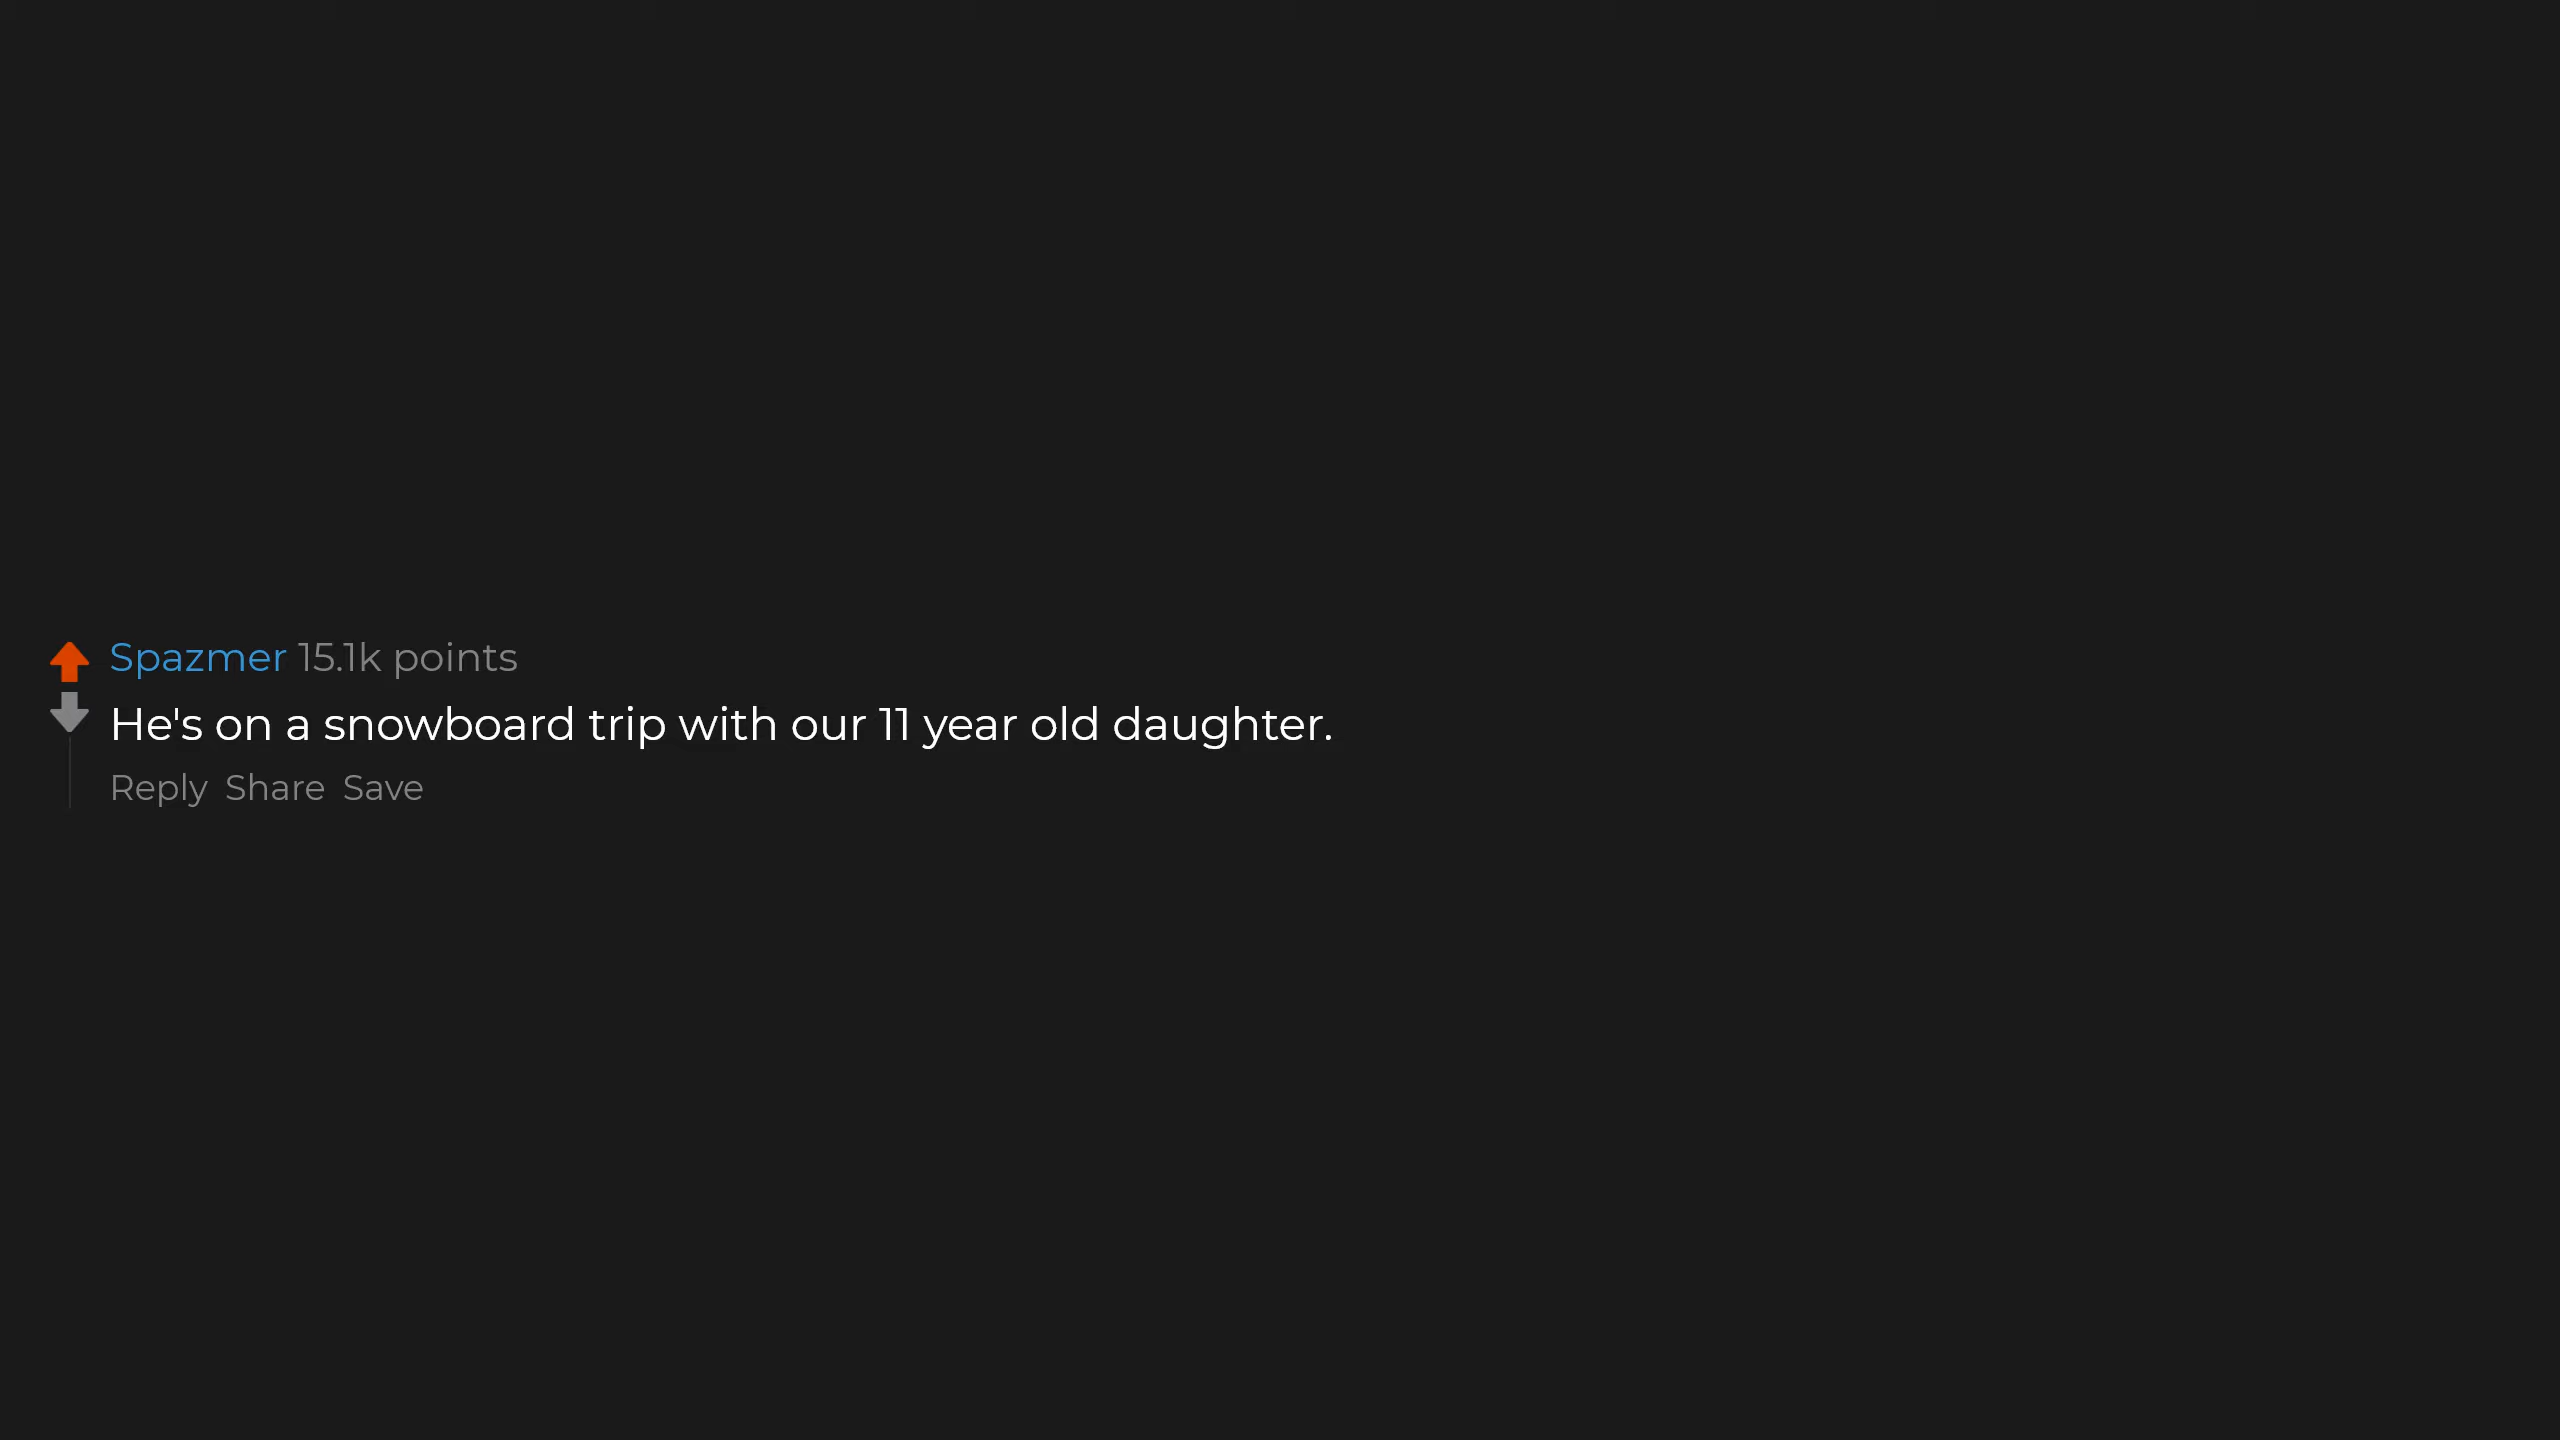 Spazmer 15.1k points
He's on a snowboard trip with our 11 year old daughter.
Reply Share Save